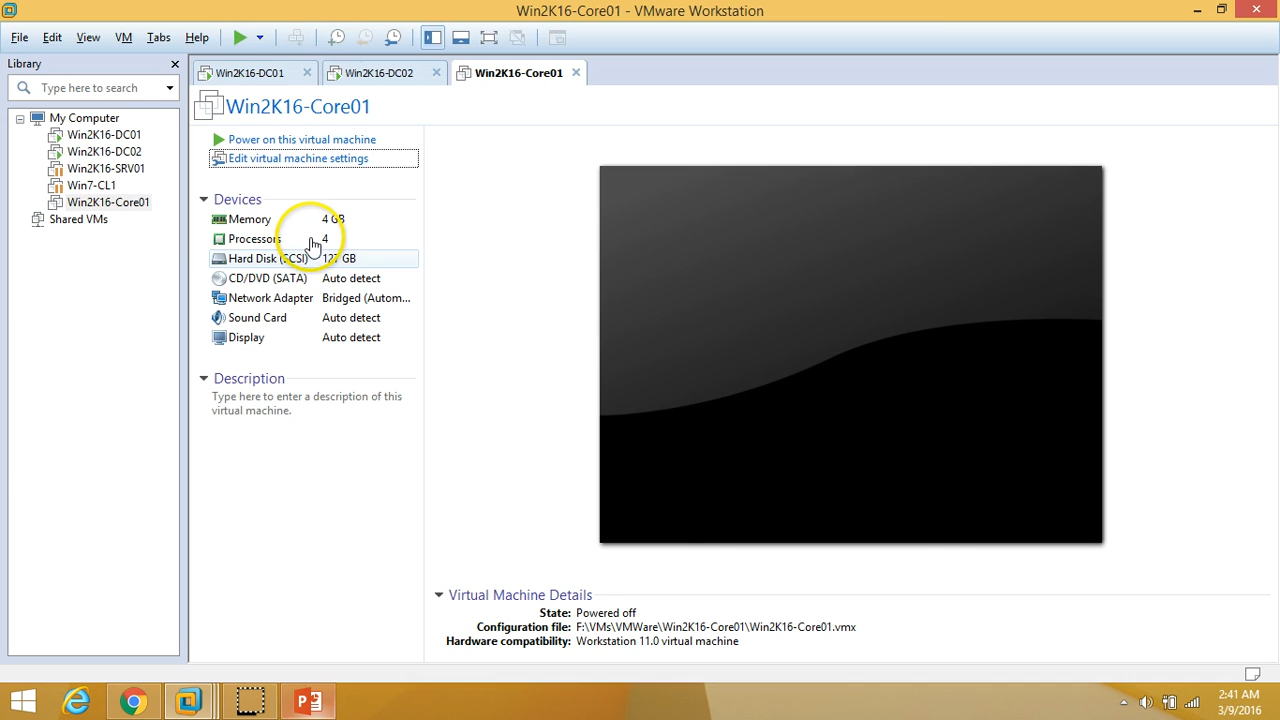 Win2K16-Core01 - VMware Workstation
File Edit View VM Tabs Help
Library
Type here to search
My Computer
Win2K16-DC01
Win2K16-DC02
Win2K16-SRV01
Win7-CL1
Win2K16-Core01
Shared VMs
Win2K16-DC01 Win2K16-DC02 Win2K16-Core01
Win2K16-Core01
Power on this virtual machine
Edit virtual machine settings
Devices
Memory 4 GB
Processors 4
Hard Disk (SCSI) 127 GB
CD/DVD (SATA) Auto detect
Network Adapter Bridged (Autom...
Sound Card Auto detect
Display Auto detect
Description
Type here to enter a description of this
virtual machine.
Virtual Machine Details
State: Powered off
Configuration file: F:\VMs\VMWare\Win2K16-Core01\Win2K16-Core01.vmx
Hardware compatibility: Workstation 11.0 virtual machine
2:41 AM
3/9/2016